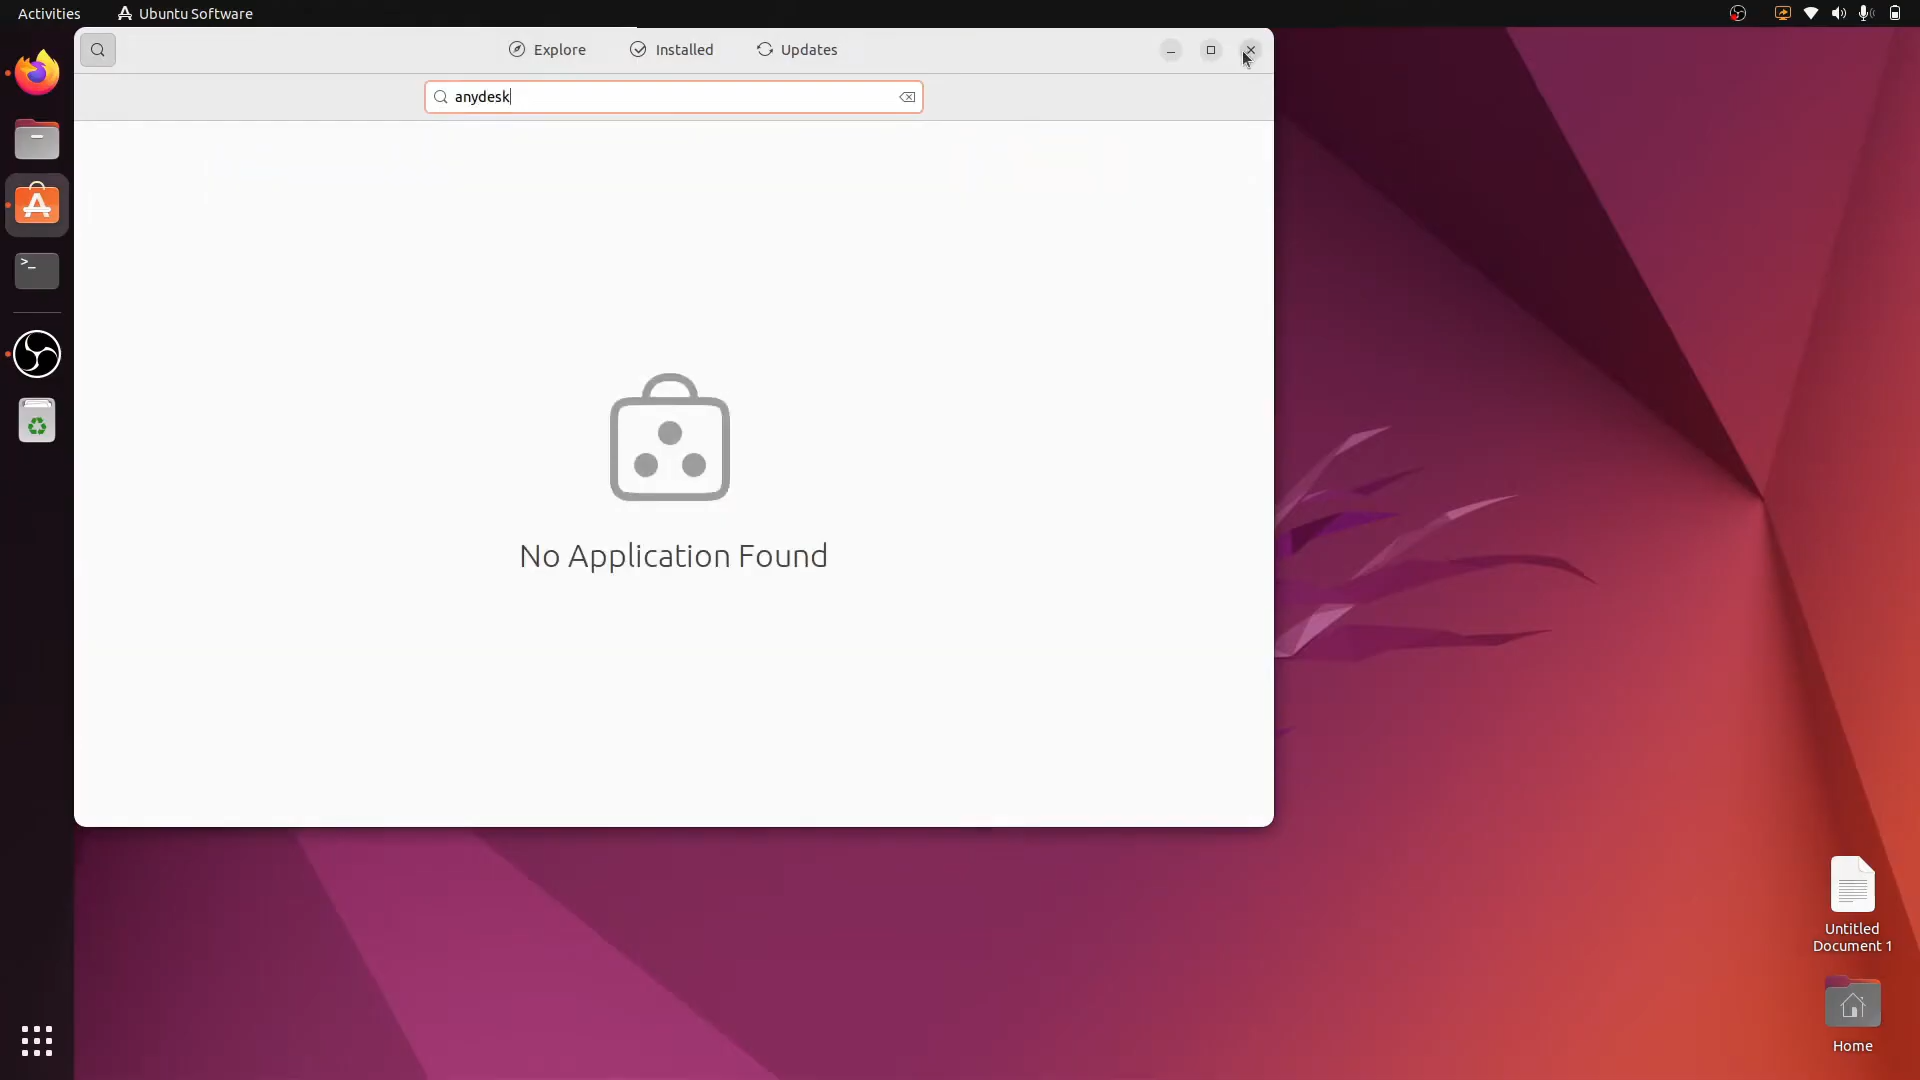 Activities
Ubuntu Software
Explore
Installed
Updates
anydesk
No Application Found
Untitled
Document 1
Home